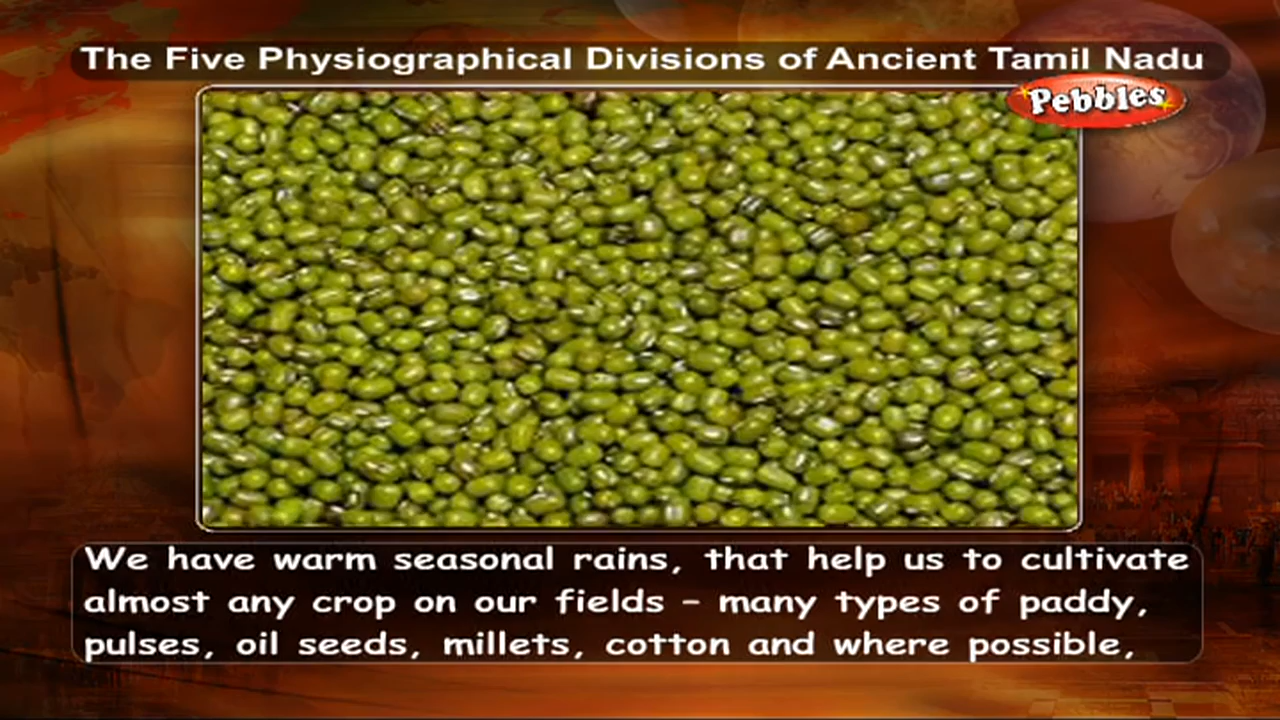 The Five Physiographical Divisions of Ancient Tamil Nadu
Pebbles
We have warm seasonal rains, that help us to cultivate
almost any crop on our fields – many types of paddy,
pulses, oil seeds, millets, cotton and where possible,